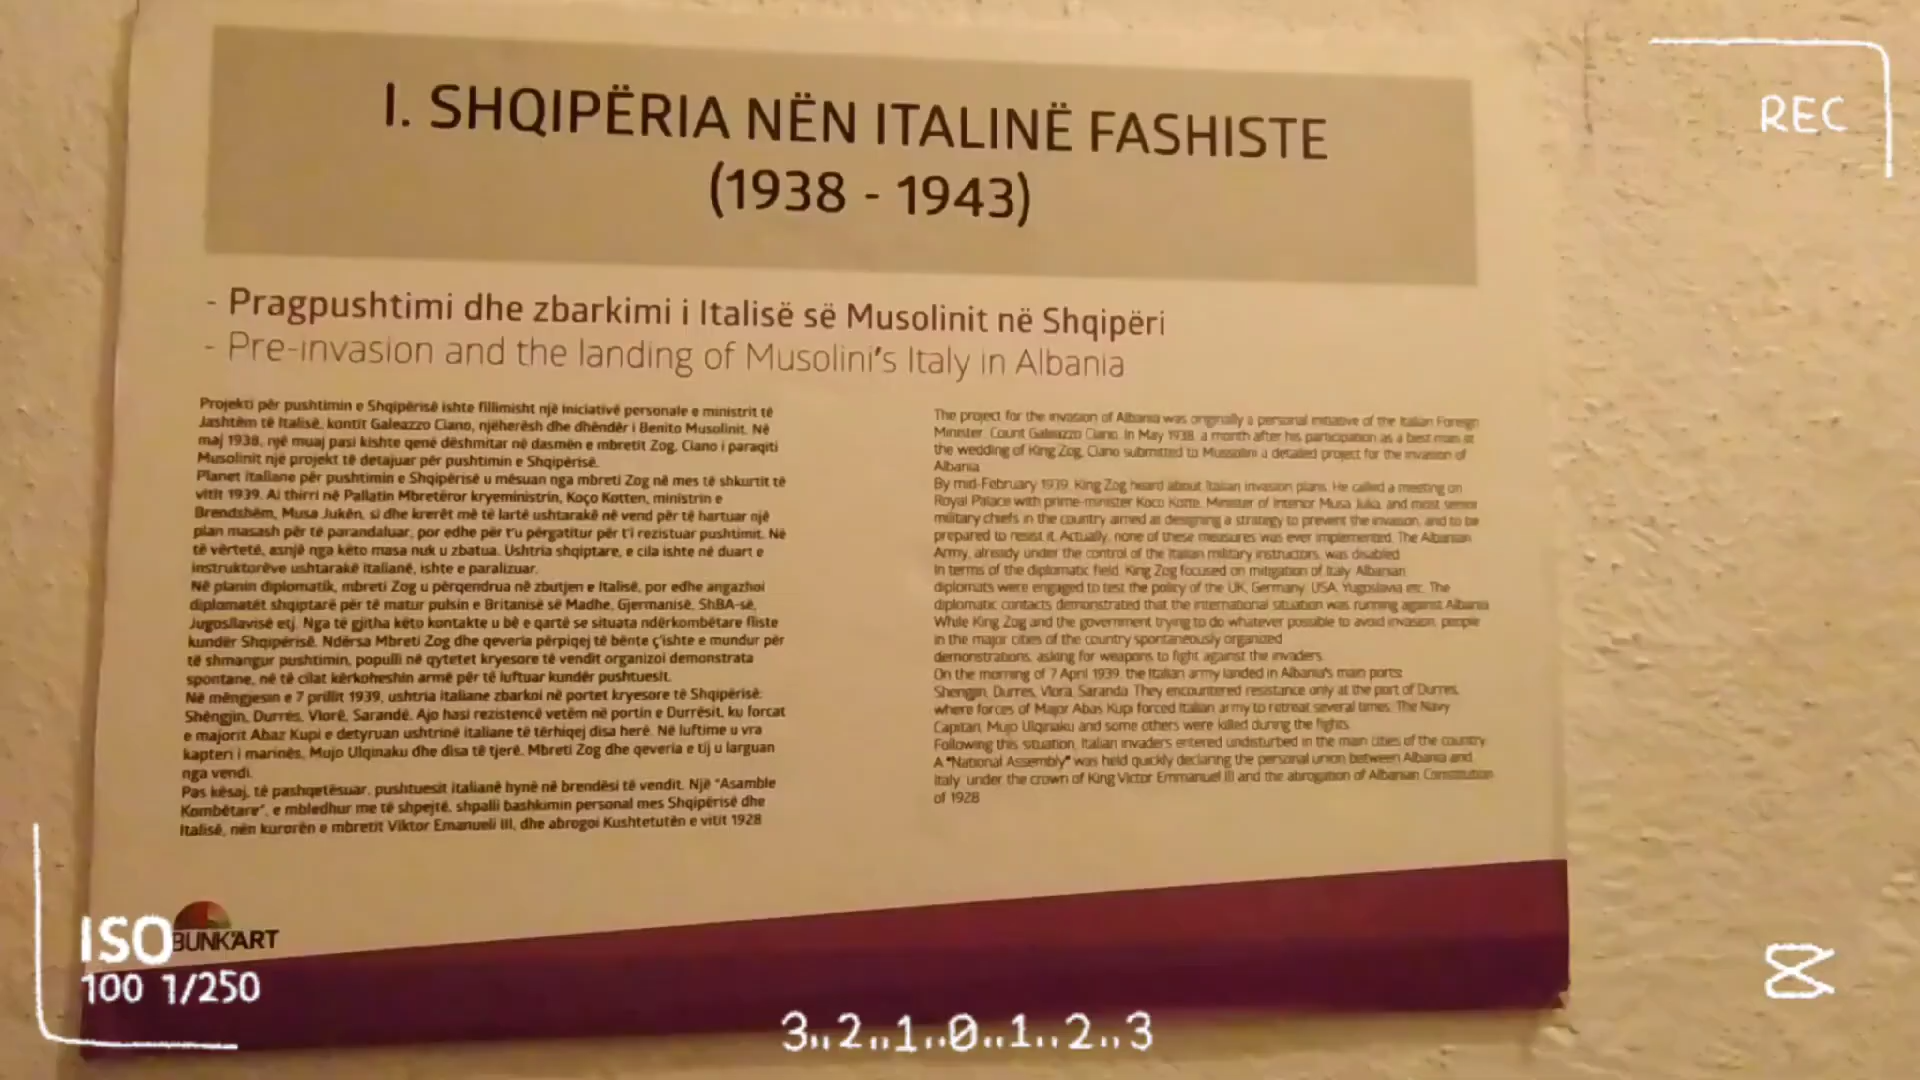 I. SHQIPËRIA NËN ITALINË FASHISTE
(1938 - 1943)
- Pragpushtimi dhe zbarkimi i Italisë së Musolinit në Shqipëri
- Pre-invasion and the landing of Musolini's Italy in Albania
Projekti për pushtimin e Shqipërisë ishte fillimisht një iniciativë personale e ministrit të
Jashtëm të Italisë, kontit Galeazzo Ciano, njëherësh dhe dhëndër i Benito Musolinit. Në
maj 1938, një muaj pasi kishte qenë dëshmitar në dasmën e mbretit Zog, Ciano i paraqiti
Musolinit një projekt të detajuar për pushtimin e Shqipërisë.
Planet italiane për pushtimin e Shqipërisë u mësuan nga mbreti Zog në mes të shkurtit të
vitit 1939. Ai thirri në Pallatin Mbretëror kryeministrin, Koço Kotten, ministrin e
Brendshëm, Musa Jukën, si dhe krerët më të lartë ushtarakë në vend për të hartuar një
plan masash për të parandaluar, por edhe për t'u përgatitur për t'i rezistuar pushtimit. Në
të vërtetë, asnjë nga këto masa nuk u zbatua. Ushtria shqiptare, e cila ishte në duart e
instruktorëve ushtarakë italianë, ishte e paralizuar.
Në planin diplomatik, mbreti Zog u përqendrua në zbutjen e Italisë, por edhe angazhoi
diplomatët shqiptarë për të matur pulsin e Britanisë së Madhe, Gjermanisë, ShBA-së,
Jugosllavisë etj. Nga të gjitha këto kontakte u bë e qartë se situata ndërkombëtare fliste
kundër Shqipërisë. Ndërsa Mbreti Zog dhe qeveria përpiqej të bënte ç'ishte e mundur për
të shmangur pushtimin, populli në qytetet kryesore të vendit organizoi demonstrata
spontane, në të cilat kërkoheshin armë për të luftuar kundër pushtuesit.
Në mëngjesin e 7 prillit 1939, ushtria italiane zbarkoi në portet kryesore të Shqipërisë:
Shëngjin, Durrës, Vlorë, Sarandë. Ajo hasi rezistencë vetëm në portin e Durrësit, ku forcat
e majorit Abaz Kupi e detyruan ushtrinë italiane të tërhiqej disa herë. Në luftime u vra
kapteri i marinës, Mujo Ulqinaku dhe disa të tjerë. Mbreti Zog dhe qeveria e tij u larguan
nga vendi.
Pas kësaj, të pashqetësuar, pushtuesit italianë hynë në brendësi të vendit. Një "Asamble
Kombëtare", e mbledhur me të shpejtë, shpalli bashkimin personal mes Shqipërisë dhe
Italisë, nën kurorën e mbretit Viktor Emanueli III, dhe abrogoi Kushtetutën e vitit 1928
The project for the invasion of Albania was originally a personal initiative of the Italian Foreign
Minister, Count Galeazzo Ciano. In May 1938, a month after his participation as a best man at
the wedding of King Zog, Ciano submitted to Mussolini a detailed project for the invasion of
Albania.
By mid-February 1939, King Zog heard about Italian invasion plans. He called a meeting on
Royal Palace with prime-minister Koco Kotte, Minister of Interior Musa Juka, and most senior
military chiefs in the country aimed at designing a strategy to prevent the invasion, and to be
prepared to resist it. Actually, none of these measures was ever implemented. The Albanian
Army, already under the control of the Italian military instructors, was disabled.
In terms of the diplomatic field, King Zog focused on mitigation of Italy. Albanian
diplomats were engaged to test the policy of the UK, Germany, USA, Yugoslavia etc. The
diplomatic contacts demonstrated that the international situation was running against Albania.
While King Zog and the government trying to do whatever possible to avoid invasion, people
in the major cities of the country spontaneously organized
demonstrations, asking for weapons to fight against the invaders.
On the morning of 7 April 1939, the Italian army landed in Albania's main ports:
Shengjin, Durres, Vlora, Saranda. They encountered resistance only at the port of Durres,
where forces of Major Abas Kupi forced Italian army to retreat several times. The Navy
Capitan, Mujo Ulqinaku and some others were killed during the fights.
Following this situation, Italian invaders entered undisturbed in the main cities of the country.
A "National Assembly" was held quickly declaring the personal union between Albania and
Italy, under the crown of King Victor Emmanuel III and the abrogation of Albanian Constitution
of 1928
BUNK'ART
REC
ISO
100 1/250
3..2..1..0..1..2..3